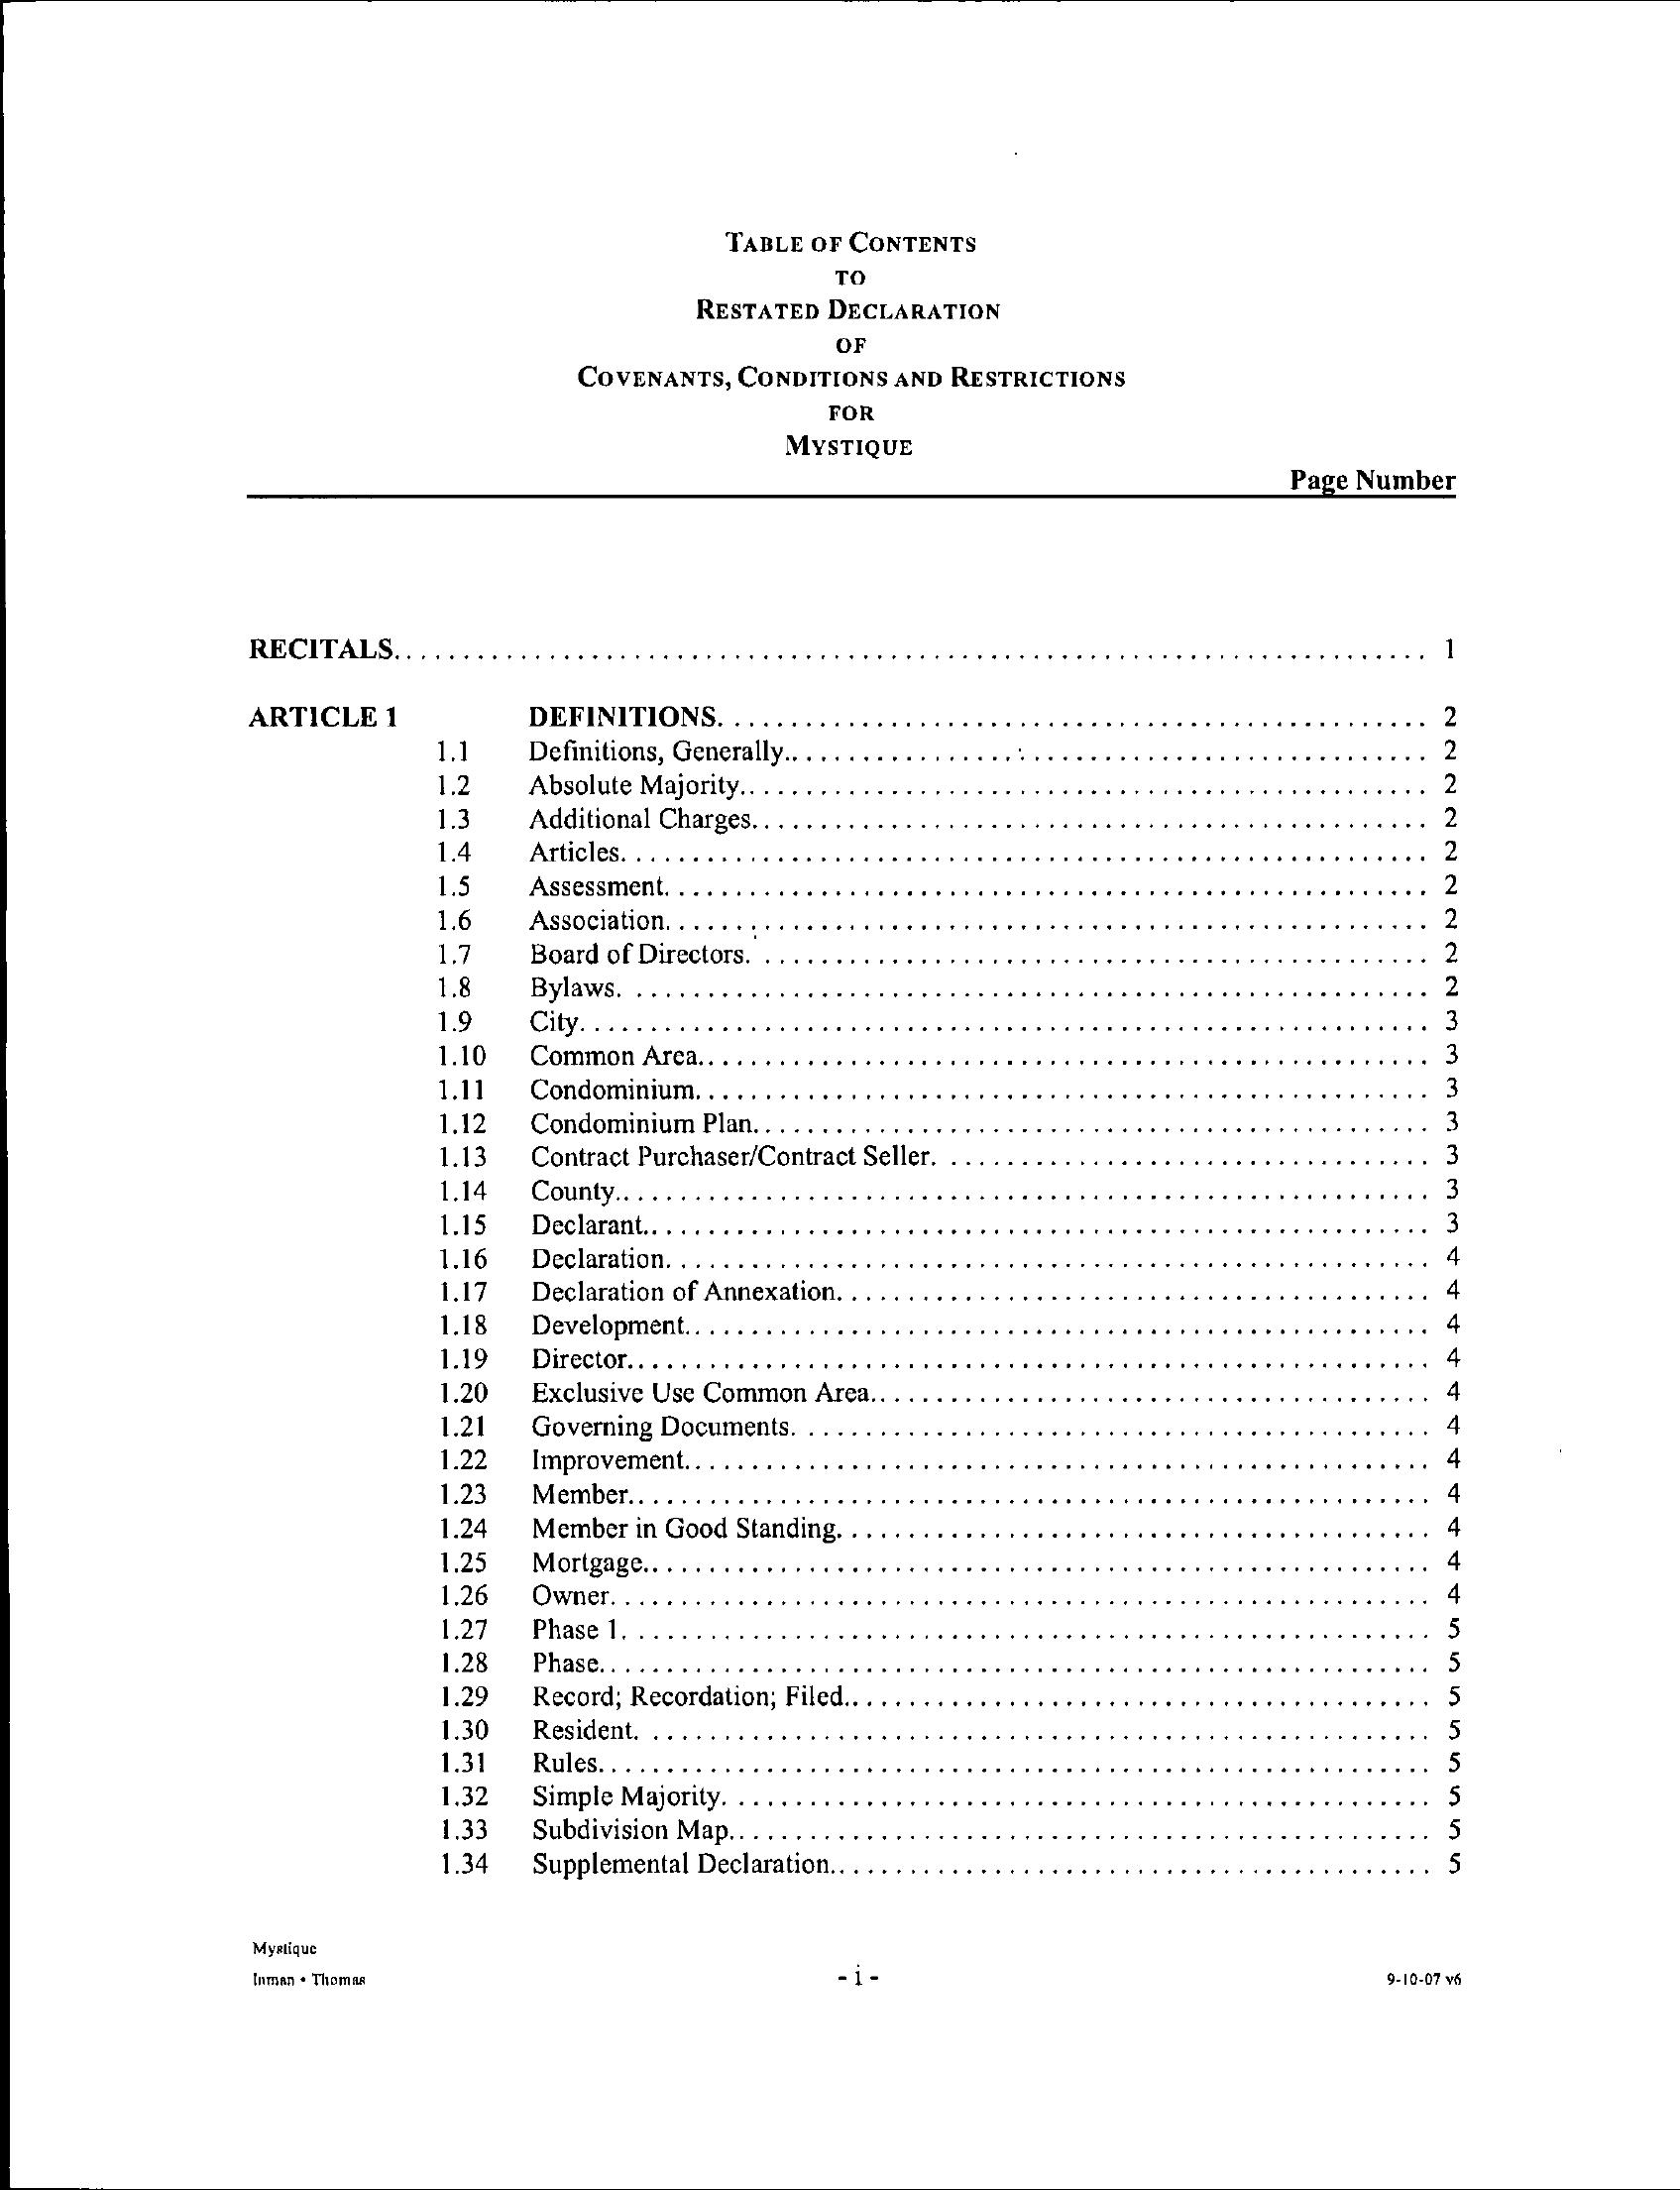 TABLE OF CONTENTS
TO
RESTATED DECLARATION
OF
COVENANTS, CONDITIONS AND RESTRICTIONS
FOR
MYSTIQUE
Page Number
RECITALS. . . . . . . . . . 1
ARTICLE 1 DEFINITIONS. . . . . . . . . . 2
1.1 Definitions, Generally. . . . . . . . . . 2
1.2 Absolute Majority. . . . . . . . . . 2
1.3 Additional Charges. . . . . . . . . . 2
1.4 Articles. . . . . . . . . . 2
1.5 Assessment. . . . . . . . . . 2
1.6 Association. . . . . . . . . . 2
1.7 Board of Directors. . . . . . . . . . 2
1.8 Bylaws. . . . . . . . . . 2
1.9 City. . . . . . . . . . 3
1.10 Common Area. . . . . . . . . . 3
1.11 Condominium. . . . . . . . . . 3
1.12 Condominium Plan. . . . . . . . . . 3
1.13 Contract Purchaser/Contract Seller. . . . . . . . . . 3
1.14 County. . . . . . . . . . 3
1.15 Declarant. . . . . . . . . . 3
1.16 Declaration. . . . . . . . . . 4
1.17 Declaration of Annexation. . . . . . . . . . 4
1.18 Development. . . . . . . . . . 4
1.19 Director. . . . . . . . . . 4
1.20 Exclusive Use Common Area. . . . . . . . . . 4
1.21 Governing Documents. . . . . . . . . . 4
1.22 Improvement. . . . . . . . . . 4
1.23 Member. . . . . . . . . . 4
1.24 Member in Good Standing. . . . . . . . . . 4
1.25 Mortgage. . . . . . . . . . 4
1.26 Owner. . . . . . . . . . 4
1.27 Phase 1. . . . . . . . . . 5
1.28 Phase. . . . . . . . . . 5
1.29 Record; Recordation; Filed. . . . . . . . . . 5
1.30 Resident. . . . . . . . . . 5
1.31 Rules. . . . . . . . . . 5
1.32 Simple Majority. . . . . . . . . . 5
1.33 Subdivision Map. . . . . . . . . . 5
1.34 Supplemental Declaration. . . . . . . . . . 5
Mystique
Inman • Thomas - i - 9-10-07 v6